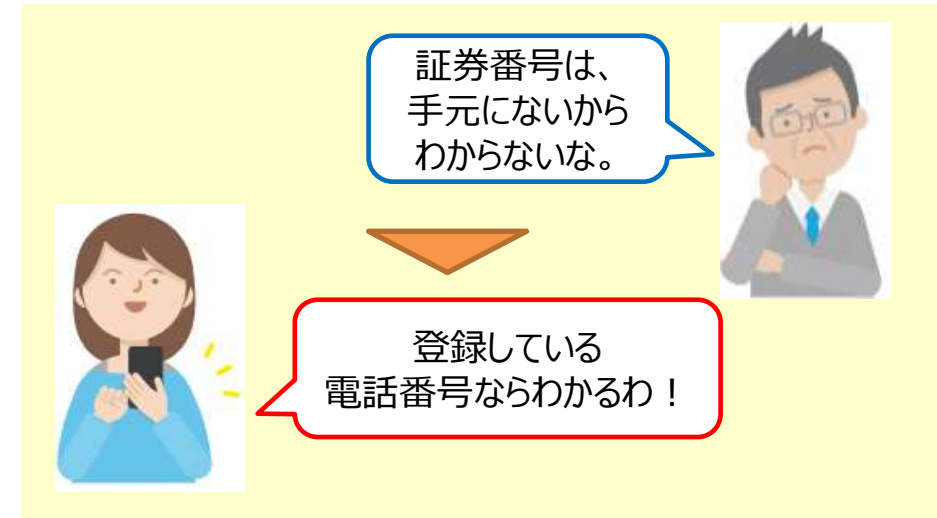 証券番号は、
手元にないから
わからないな。
登録している
電話番号ならわかるわ！